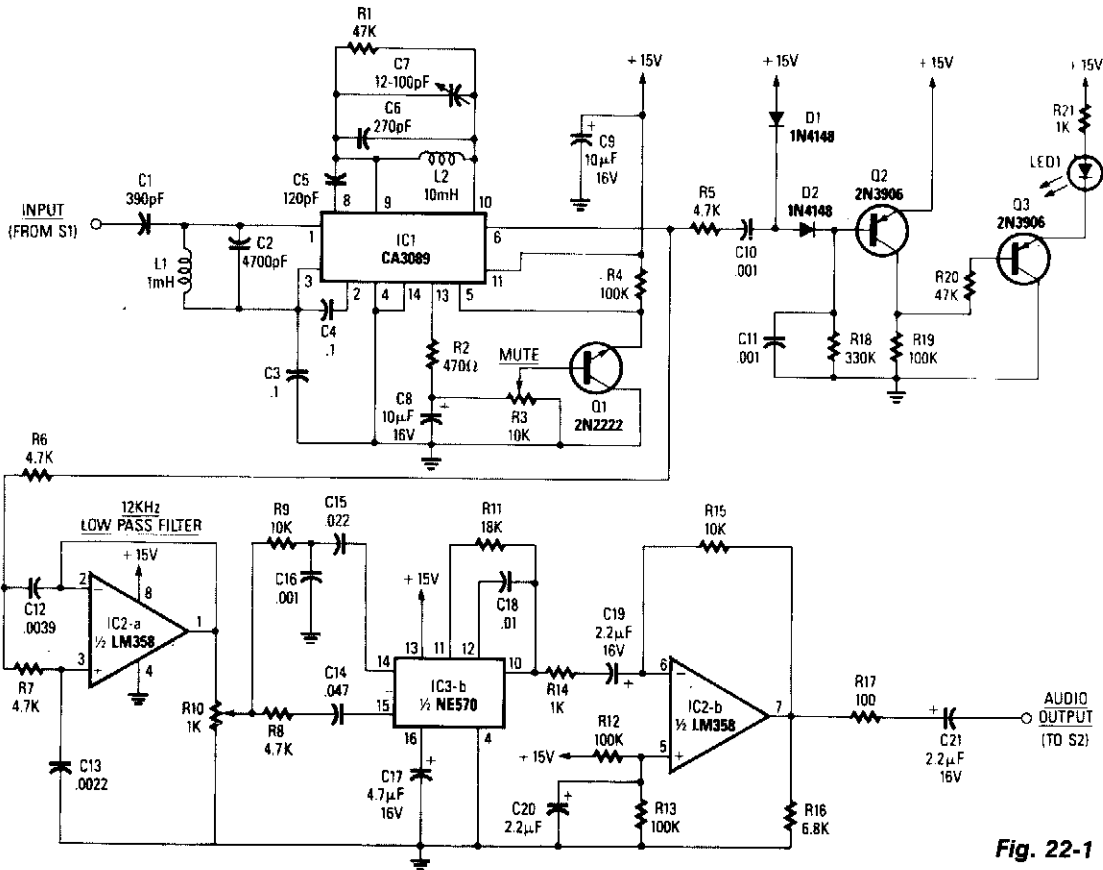 R1
47K
C7
12-100pF
C6
270pF
L2
10mH
C5
120pF
8
9
10
C1
390pF
INPUT
(FROM S1)
L1
1mH
C2
4700pF
1
IC1
CA3089
6
11
3
2
4
14
13
5
C4
.1
C3
.1
R2
470Ω
C8
10µF
16V
MUTE
R3
10K
Q1
2N2222
+15V
C9
10µF
16V
R4
100K
R5
4.7K
C10
.001
+15V
D1
1N4148
D2
1N4148
+15V
Q2
2N3906
C11
.001
R18
330K
R19
100K
R20
47K
+15V
R21
1K
LED1
Q3
2N3906
R6
4.7K
12KHz
LOW PASS FILTER
+15V
C12
.0039
2
−
8
IC2-a
½ LM358
1
3
+
4
R7
4.7K
C13
.0022
R10
1K
R9
10K
C15
.022
C16
.001
R8
4.7K
C14
.047
+15V
R11
18K
C18
.01
13
11
12
10
14
15
IC3-b
½ NE570
16
4
C17
4.7µF
16V
R14
1K
C19
2.2µF
16V
R15
10K
R12
100K
+15V
C20
2.2µF
R13
100K
6
−
IC2-b
½ LM358
7
5
+
R17
100
R16
6.8K
C21
2.2µF
16V
AUDIO
OUTPUT
(TO S2)
Fig. 22-1